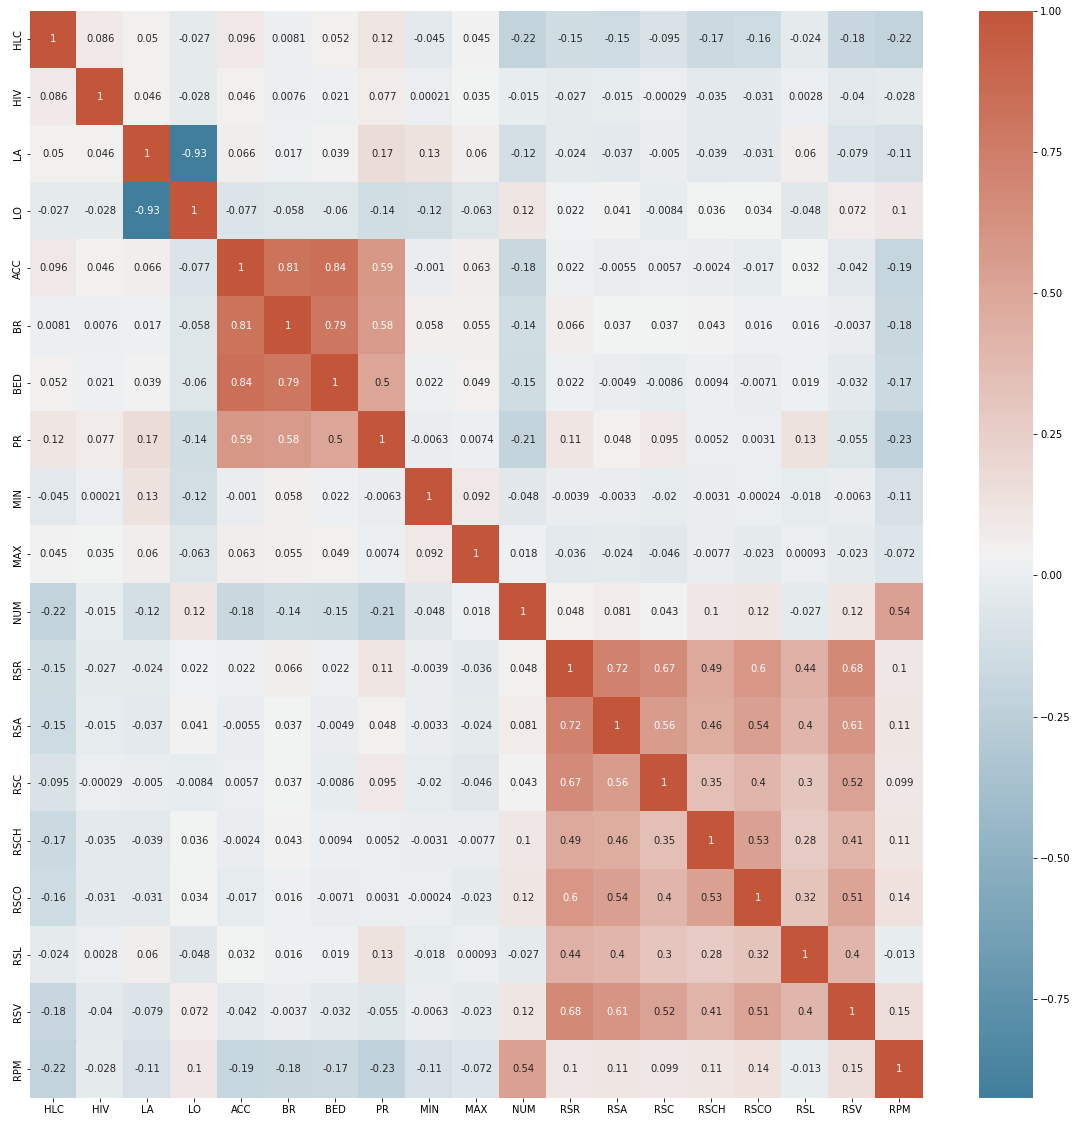 HLC 1 0.086 0.05 -0.027 0.096 0.0081 0.052 0.12 -0.045 0.045 -0.22 -0.15 -0.15 -0.095 -0.17 -0.16 -0.024 -0.18 -0.22
HIV 0.086 1 0.046 -0.028 0.046 0.0076 0.021 0.077 0.00021 0.035 -0.015 -0.027 -0.015 -0.00029 -0.035 -0.031 0.0028 -0.04 -0.028
LA 0.05 0.046 1 -0.93 0.066 0.017 0.039 0.17 0.13 0.06 -0.12 -0.024 -0.037 -0.005 -0.039 -0.031 0.06 -0.079 -0.11
LO -0.027 -0.028 -0.93 1 -0.077 -0.058 -0.06 -0.14 -0.12 -0.063 0.12 0.022 0.041 -0.0084 0.036 0.034 -0.048 0.072 0.1
ACC 0.096 0.046 0.066 -0.077 1 0.81 0.84 0.59 -0.001 0.063 -0.18 0.022 -0.0055 0.0057 -0.0024 -0.017 0.032 -0.042 -0.19
BR 0.0081 0.0076 0.017 -0.058 0.81 1 0.79 0.58 0.058 0.055 -0.14 0.066 0.037 0.037 0.043 0.016 0.016 -0.0037 -0.18
BED 0.052 0.021 0.039 -0.06 0.84 0.79 1 0.5 0.022 0.049 -0.15 0.022 -0.0049 -0.0086 0.0094 -0.0071 0.019 -0.032 -0.17
PR 0.12 0.077 0.17 -0.14 0.59 0.58 0.5 1 -0.0063 0.0074 -0.21 0.11 0.048 0.095 0.0052 0.0031 0.13 -0.055 -0.23
MIN -0.045 0.00021 0.13 -0.12 -0.001 0.058 0.022 -0.0063 1 0.092 -0.048 -0.0039 -0.0033 -0.02 -0.0031 -0.00024 -0.018 -0.0063 -0.11
MAX 0.045 0.035 0.06 -0.063 0.063 0.055 0.049 0.0074 0.092 1 0.018 -0.036 -0.024 -0.046 -0.0077 -0.023 0.00093 -0.023 -0.072
NUM -0.22 -0.015 -0.12 0.12 -0.18 -0.14 -0.15 -0.21 -0.048 0.018 1 0.048 0.081 0.043 0.1 0.12 -0.027 0.12 0.54
RSR -0.15 -0.027 -0.024 0.022 0.022 0.066 0.022 0.11 -0.0039 -0.036 0.048 1 0.72 0.67 0.49 0.6 0.44 0.68 0.1
RSA -0.15 -0.015 -0.037 0.041 -0.0055 0.037 -0.0049 0.048 -0.0033 -0.024 0.081 0.72 1 0.56 0.46 0.54 0.4 0.61 0.11
RSC -0.095 -0.00029 -0.005 -0.0084 0.0057 0.037 -0.0086 0.095 -0.02 -0.046 0.043 0.67 0.56 1 0.35 0.4 0.3 0.52 0.099
RSCH -0.17 -0.035 -0.039 0.036 -0.0024 0.043 0.0094 0.0052 -0.0031 -0.0077 0.1 0.49 0.46 0.35 1 0.53 0.28 0.41 0.11
RSCO -0.16 -0.031 -0.031 0.034 -0.017 0.016 -0.0071 0.0031 -0.00024 -0.023 0.12 0.6 0.54 0.4 0.53 1 0.32 0.51 0.14
RSL -0.024 0.0028 0.06 -0.048 0.032 0.016 0.019 0.13 -0.018 0.00093 -0.027 0.44 0.4 0.3 0.28 0.32 1 0.4 -0.013
RSV -0.18 -0.04 -0.079 0.072 -0.042 -0.0037 -0.032 -0.055 -0.0063 -0.023 0.12 0.68 0.61 0.52 0.41 0.51 0.4 1 0.15
RPM -0.22 -0.028 -0.11 0.1 -0.19 -0.18 -0.17 -0.23 -0.11 -0.072 0.54 0.1 0.11 0.099 0.11 0.14 -0.013 0.15 1
HLC HIV LA LO ACC BR BED PR MIN MAX NUM RSR RSA RSC RSCH RSCO RSL RSV RPM
1.00
0.75
0.50
0.25
0.00
−0.25
−0.50
−0.75